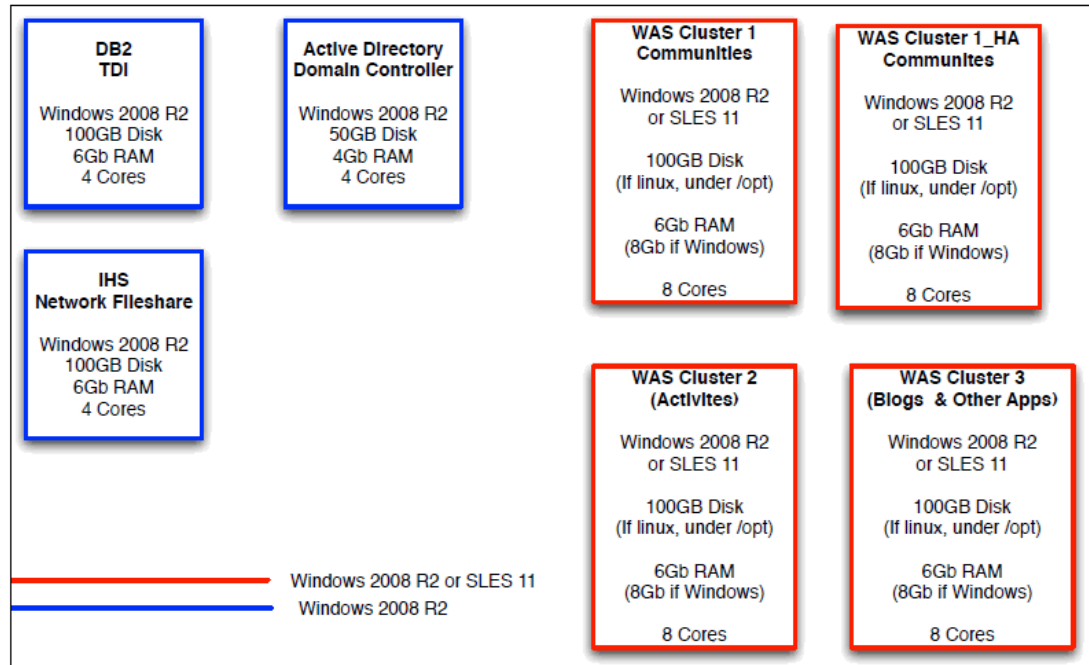 DB2
TDI
Windows 2008 R2
100GB Disk
6Gb RAM
4 Cores
Active Directory
Domain Controller
Windows 2008 R2
50GB Disk
4Gb RAM
4 Cores
WAS Cluster 1
Communities
Windows 2008 R2
or SLES 11
100GB Disk
(If linux, under /opt)
6Gb RAM
(8Gb if Windows)
8 Cores
WAS Cluster 1_HA
Communites
Windows 2008 R2
or SLES 11
100GB Disk
(If linux, under /opt)
6Gb RAM
(8Gb if Windows)
8 Cores
IHS
Network Fileshare
Windows 2008 R2
100GB Disk
6Gb RAM
4 Cores
WAS Cluster 2
(Activites)
Windows 2008 R2
or SLES 11
100GB Disk
(If linux, under /opt)
6Gb RAM
(8Gb if Windows)
8 Cores
WAS Cluster 3
(Blogs & Other Apps)
Windows 2008 R2
or SLES 11
100GB Disk
(If linux, under /opt)
6Gb RAM
(8Gb if Windows)
8 Cores
Windows 2008 R2 or SLES 11
Windows 2008 R2